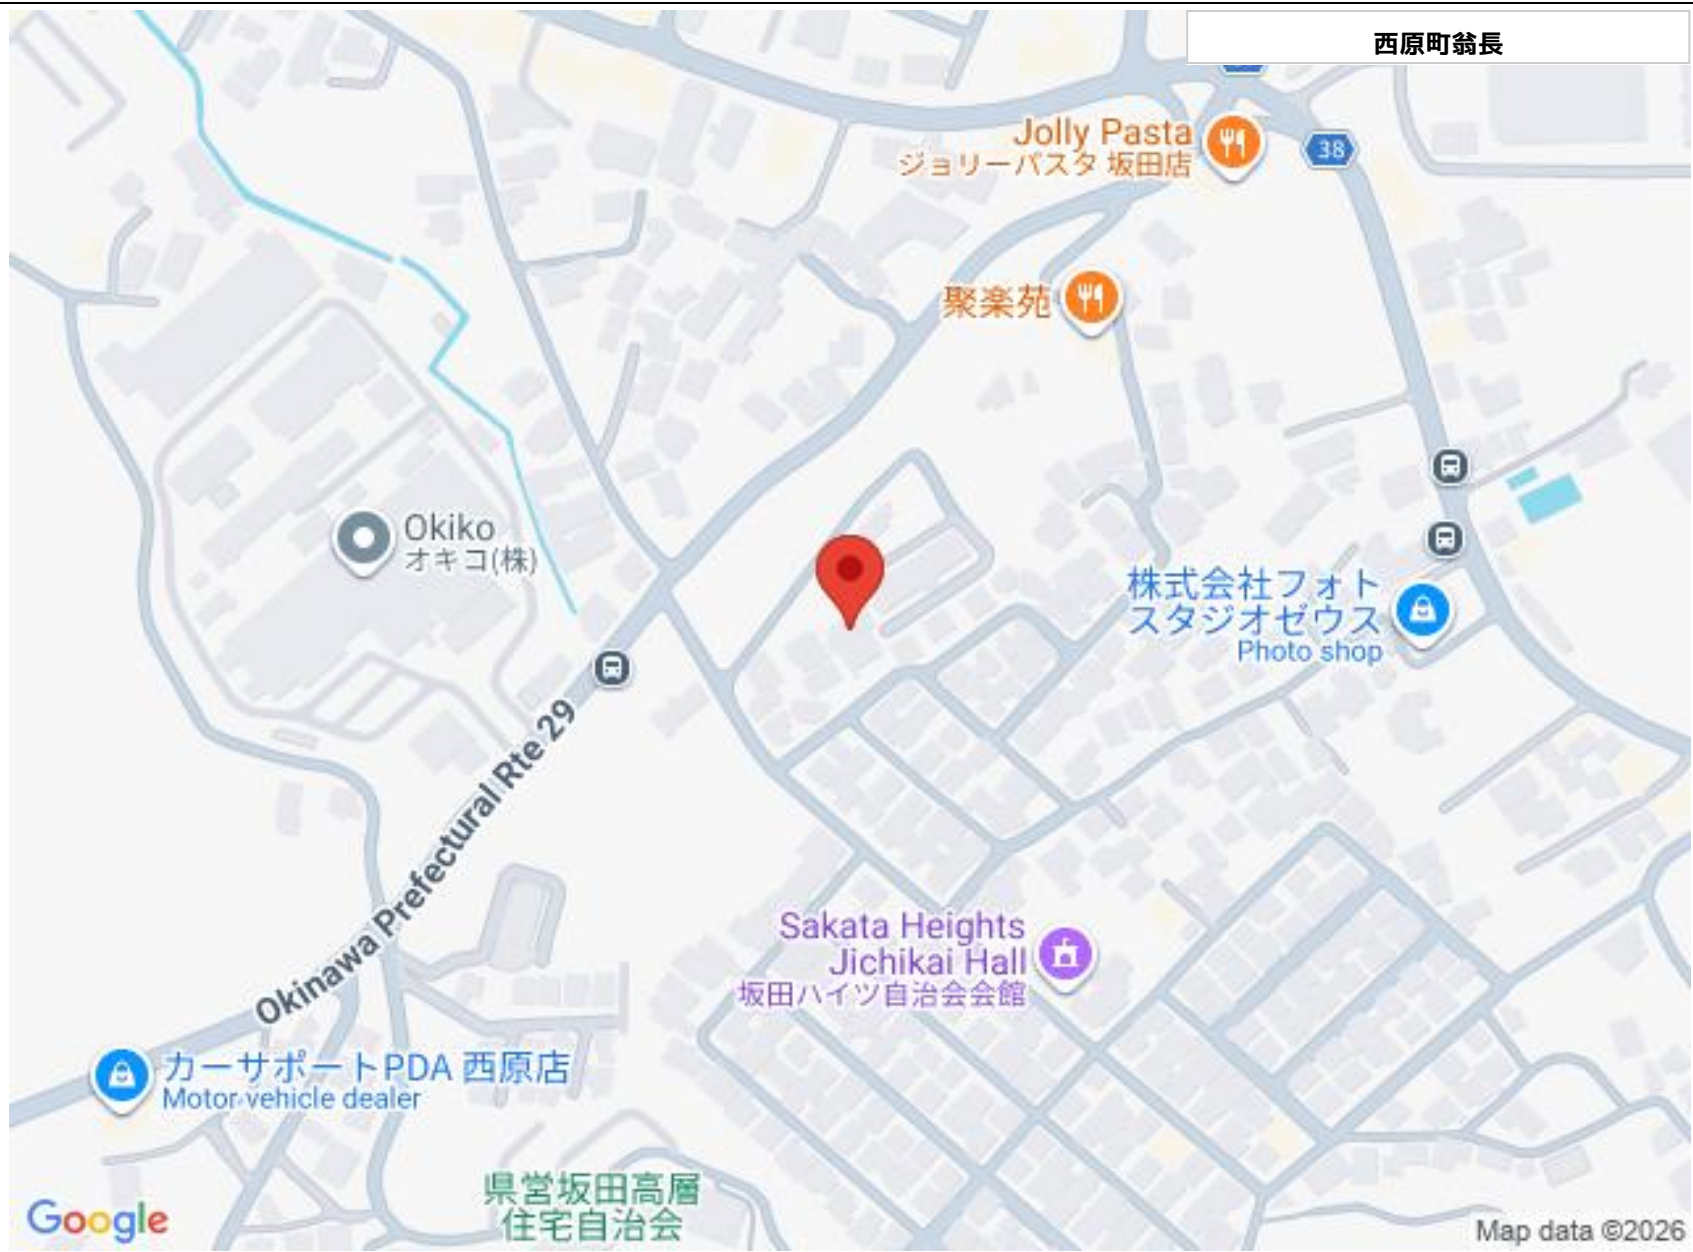 西原町翁長
Jolly Pasta
ジョリーパスタ 坂田店
38
聚楽苑
Okiko
オキコ(株)
株式会社フォト
スタジオゼウス
Photo shop
Okinawa Prefectural Rte 29
Sakata Heights
Jichikai Hall
坂田ハイツ自治会会館
カーサポートPDA 西原店
Motor vehicle dealer
県営坂田高層
住宅自治会
Google
Map data ©2026